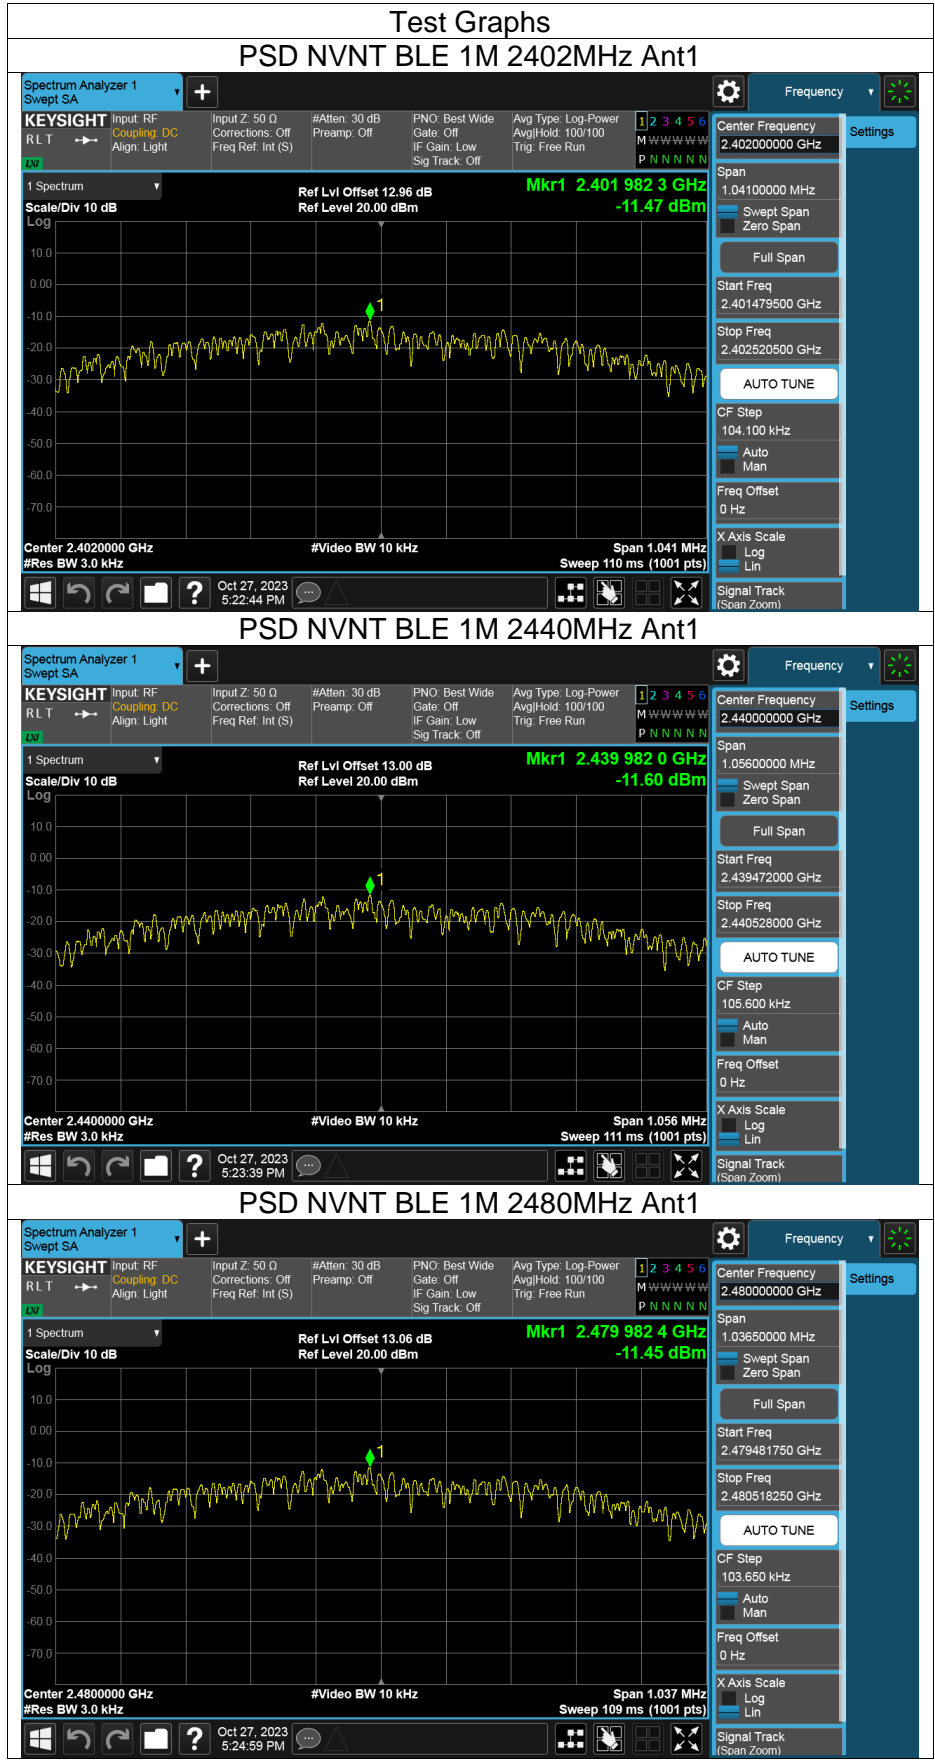 Test Graphs
PSD NVNT BLE 1M 2402MHz Ant1
Spectrum Analyzer 1
Swept SA
Frequency
Settings
KEYSIGHT
RLT
LXI
Input: RF
Coupling: DC
Align: Light
Input Z: 50 Ω
Corrections: Off
Freq Ref: Int (S)
#Atten: 30 dB
Preamp: Off
PNO: Best Wide
Gate: Off
IF Gain: Low
Sig Track: Off
Avg Type: Log-Power
Avg|Hold: 100/100
Trig: Free Run
1 2 3 4 5 6
M W W W W W
P N N N N N
1 Spectrum
Scale/Div 10 dB
Ref Lvl Offset 12.96 dB
Ref Level 20.00 dBm
Mkr1 2.401 982 3 GHz
-11.47 dBm
Log
10.0
0.00
-10.0
-20.0
-30.0
-40.0
-50.0
-60.0
-70.0
1
Center 2.4020000 GHz
#Res BW 3.0 kHz
#Video BW 10 kHz
Span 1.041 MHz
Sweep 110 ms (1001 pts)
Oct 27, 2023
5:22:44 PM
Center Frequency
2.402000000 GHz
Span
1.04100000 MHz
Swept Span
Zero Span
Full Span
Start Freq
2.401479500 GHz
Stop Freq
2.402520500 GHz
AUTO TUNE
CF Step
104.100 kHz
Auto
Man
Freq Offset
0 Hz
X Axis Scale
Log
Lin
Signal Track
(Span Zoom)
PSD NVNT BLE 1M 2440MHz Ant1
Spectrum Analyzer 1
Swept SA
Frequency
Settings
KEYSIGHT
RLT
LXI
Input: RF
Coupling: DC
Align: Light
Input Z: 50 Ω
Corrections: Off
Freq Ref: Int (S)
#Atten: 30 dB
Preamp: Off
PNO: Best Wide
Gate: Off
IF Gain: Low
Sig Track: Off
Avg Type: Log-Power
Avg|Hold: 100/100
Trig: Free Run
1 2 3 4 5 6
M W W W W W
P N N N N N
1 Spectrum
Scale/Div 10 dB
Ref Lvl Offset 13.00 dB
Ref Level 20.00 dBm
Mkr1 2.439 982 0 GHz
-11.60 dBm
Log
10.0
0.00
-10.0
-20.0
-30.0
-40.0
-50.0
-60.0
-70.0
1
Center 2.4400000 GHz
#Res BW 3.0 kHz
#Video BW 10 kHz
Span 1.056 MHz
Sweep 111 ms (1001 pts)
Oct 27, 2023
5:23:39 PM
Center Frequency
2.440000000 GHz
Span
1.05600000 MHz
Swept Span
Zero Span
Full Span
Start Freq
2.439472000 GHz
Stop Freq
2.440528000 GHz
AUTO TUNE
CF Step
105.600 kHz
Auto
Man
Freq Offset
0 Hz
X Axis Scale
Log
Lin
Signal Track
(Span Zoom)
PSD NVNT BLE 1M 2480MHz Ant1
Spectrum Analyzer 1
Swept SA
Frequency
Settings
KEYSIGHT
RLT
LXI
Input: RF
Coupling: DC
Align: Light
Input Z: 50 Ω
Corrections: Off
Freq Ref: Int (S)
#Atten: 30 dB
Preamp: Off
PNO: Best Wide
Gate: Off
IF Gain: Low
Sig Track: Off
Avg Type: Log-Power
Avg|Hold: 100/100
Trig: Free Run
1 2 3 4 5 6
M W W W W W
P N N N N N
1 Spectrum
Scale/Div 10 dB
Ref Lvl Offset 13.06 dB
Ref Level 20.00 dBm
Mkr1 2.479 982 4 GHz
-11.45 dBm
Log
10.0
0.00
-10.0
-20.0
-30.0
-40.0
-50.0
-60.0
-70.0
1
Center 2.4800000 GHz
#Res BW 3.0 kHz
#Video BW 10 kHz
Span 1.037 MHz
Sweep 109 ms (1001 pts)
Oct 27, 2023
5:24:59 PM
Center Frequency
2.480000000 GHz
Span
1.03650000 MHz
Swept Span
Zero Span
Full Span
Start Freq
2.479481750 GHz
Stop Freq
2.480518250 GHz
AUTO TUNE
CF Step
103.650 kHz
Auto
Man
Freq Offset
0 Hz
X Axis Scale
Log
Lin
Signal Track
(Span Zoom)